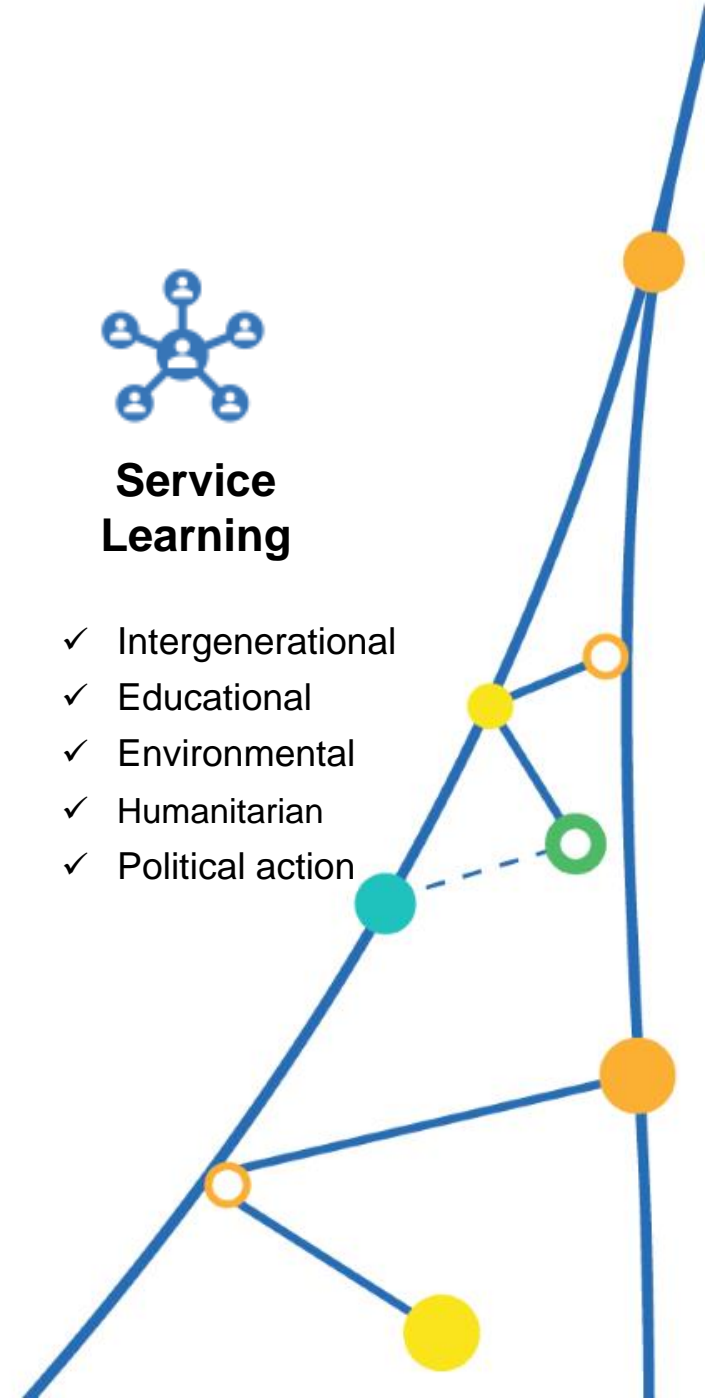 Service
Learning
✓ Intergenerational
✓ Educational
✓ Environmental
✓ Humanitarian
✓ Political action